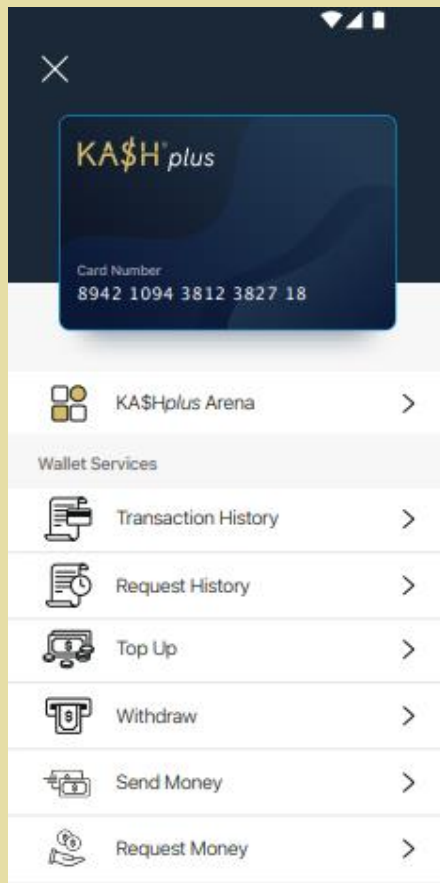 KA$H plus
Card Number
8942 1094 3812 3827 18
KA$Hplus Arena
Wallet Services
Transaction History
Request History
Top Up
Withdraw
Send Money
Request Money